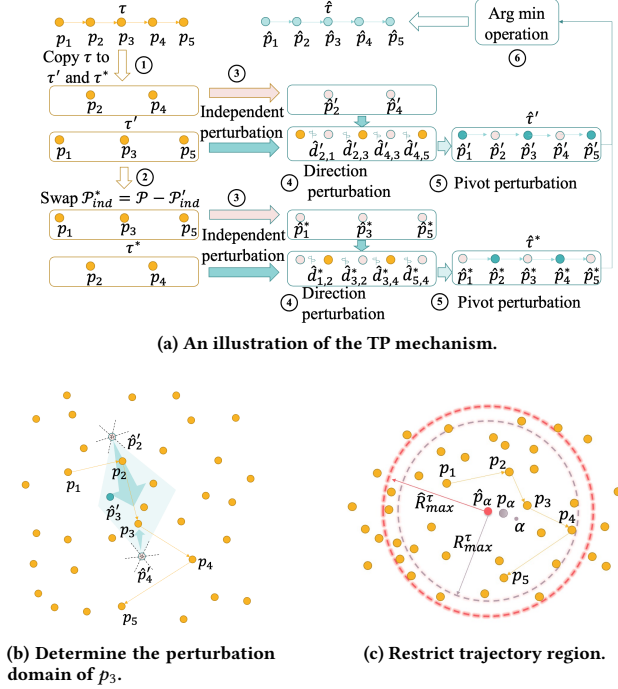 τ
τ̂
Arg min operation
p₁ p₂ p₃ p₄ p₅
p̂₁ p̂₂ p̂₃ p̂₄ p̂₅
Copy τ to τ′ and τ*
①
③
⑥
p₂ p₄
Independent perturbation
p̂′₂ p̂′₄
τ′
τ̂′
p₁ p₃ p₅
d̂′₂,₁ d̂′₂,₃ d̂′₄,₃ d̂′₄,₅
p̂′₁ p̂′₂ p̂′₃ p̂′₄ p̂′₅
②
④ Direction perturbation
⑤ Pivot perturbation
Swap 𝒫*ind = 𝒫 − 𝒫′ind
③
p₁ p₃ p₅
Independent perturbation
p̂*₁ p̂*₃ p̂*₅
τ*
τ̂*
p₂ p₄
d̂*₁,₂ d̂*₃,₂ d̂*₃,₄ d̂*₅,₄
p̂*₁ p̂*₂ p̂*₃ p̂*₄ p̂*₅
④ Direction perturbation
⑤ Pivot perturbation
(a) An illustration of the TP mechanism.
p̂′₂
p₂
p₁
p̂′₃
p₃
p̂′₄
p₄
p₅
p₁
p₂
R̂τmax
p̂α pα
p₃
p₄
α
Rτmax
p₅
(b) Determine the perturbation
domain of p₃.
(c) Restrict trajectory region.